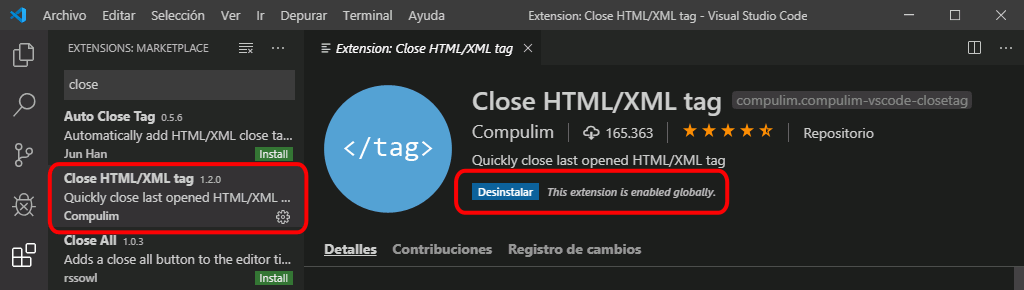 Archivo Editar Selección Ver Ir Depurar Terminal Ayuda Extension: Close HTML/XML tag - Visual Studio Code
EXTENSIONS: MARKETPLACE
close
Auto Close Tag 0.5.6
Automatically add HTML/XML close ta...
Jun Han Install
Close HTML/XML tag 1.2.0
Quickly close last opened HTML/XML ...
Compulim
Close All 1.0.3
Adds a close all button to the editor ti...
rssowl Install
Extension: Close HTML/XML tag
</tag>
Close HTML/XML tag compulim.compulim-vscode-closetag
Compulim 165.363 Repositorio
Quickly close last opened HTML/XML tag
Desinstalar This extension is enabled globally.
Detalles Contribuciones Registro de cambios